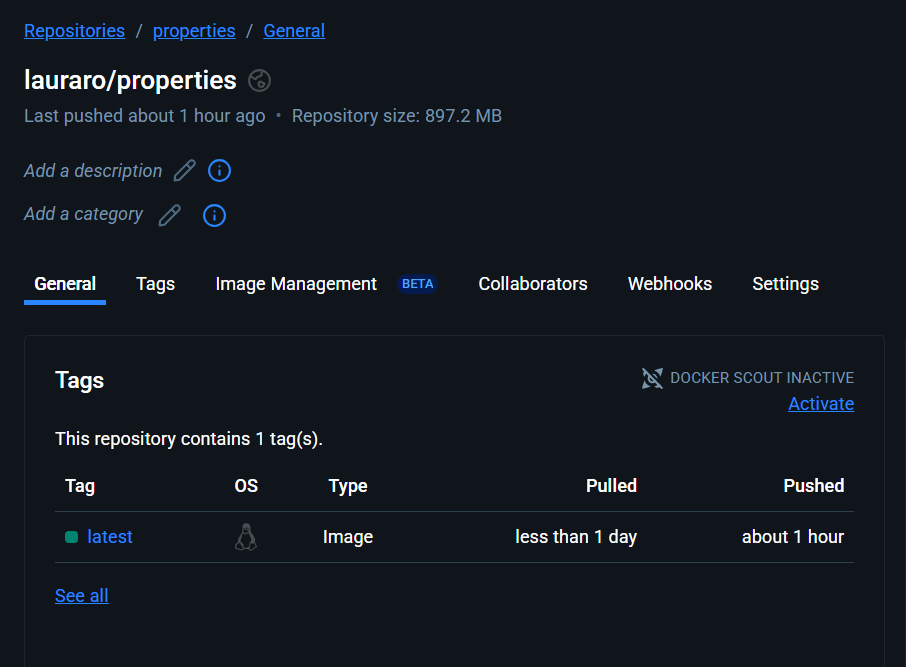 Repositories / properties / General
lauraro/properties
Last pushed about 1 hour ago • Repository size: 897.2 MB
Add a description
Add a category
General Tags Image Management BETA Collaborators Webhooks Settings
Tags
DOCKER SCOUT INACTIVE
Activate
This repository contains 1 tag(s).
Tag OS Type Pulled Pushed
latest Image less than 1 day about 1 hour
See all